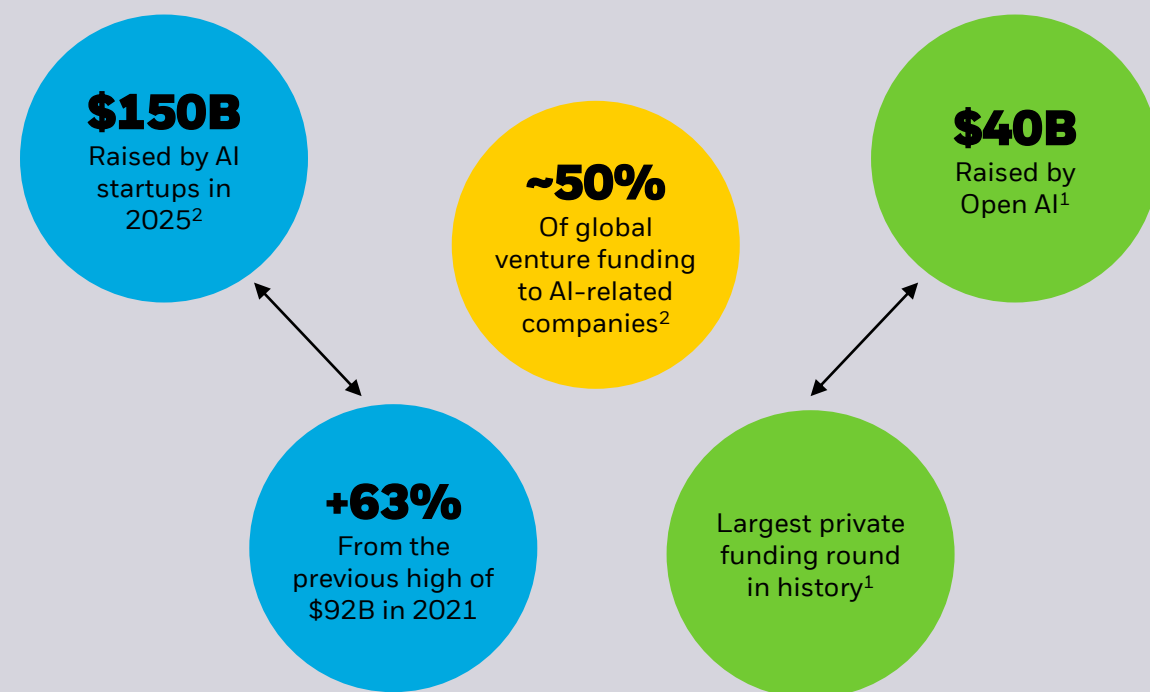 $150B
Raised by AI
startups in
2025²
~50%
Of global
venture funding
to AI-related
companies²
$40B
Raised by
Open AI¹
+63%
From the
previous high of
$92B in 2021
Largest private
funding round
in history¹